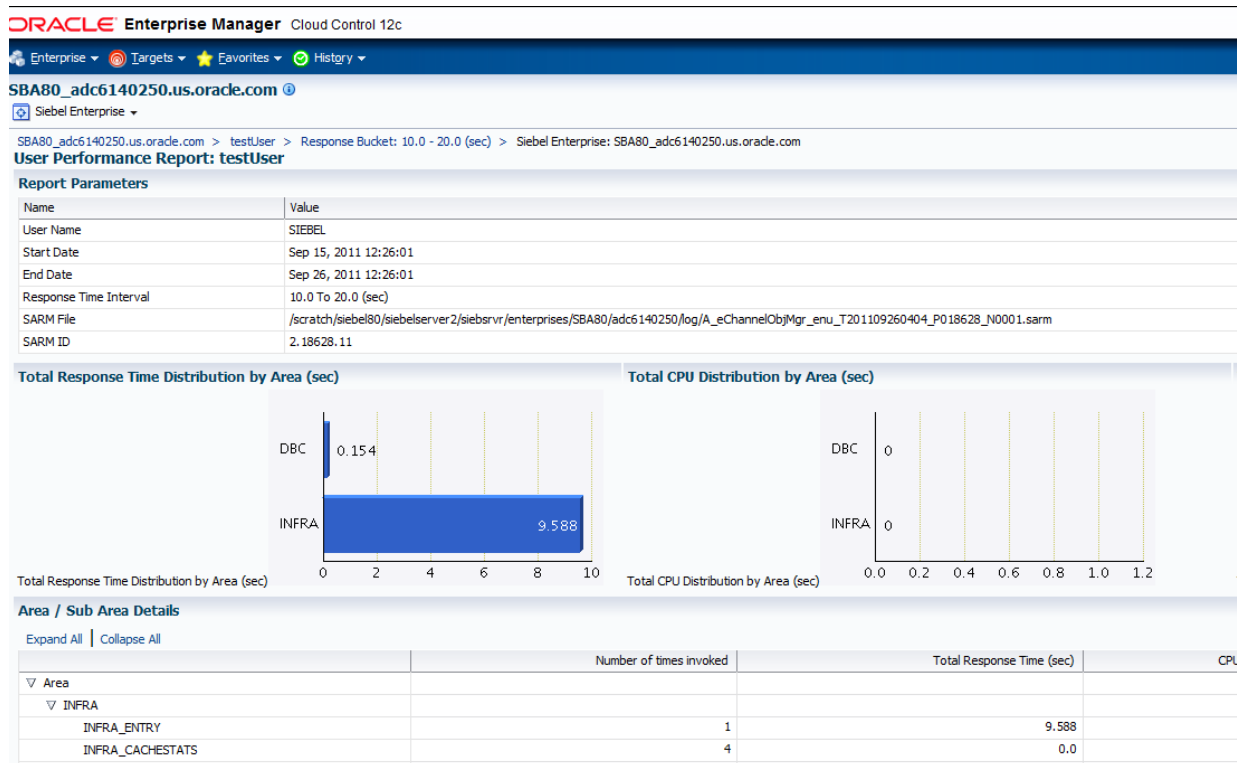 ORACLE Enterprise Manager Cloud Control 12c
Enterprise Targets Favorites History
SBA80_adc6140250.us.oracle.com
Siebel Enterprise
SBA80_adc6140250.us.oracle.com > testUser > Response Bucket: 10.0 - 20.0 (sec) > Siebel Enterprise: SBA80_adc6140250.us.oracle.com
User Performance Report: testUser
Report Parameters
Name Value
User Name SIEBEL
Start Date Sep 15, 2011 12:26:01
End Date Sep 26, 2011 12:26:01
Response Time Interval 10.0 To 20.0 (sec)
SARM File /scratch/siebel80/siebelserver2/siebsrvr/enterprises/SBA80/adc6140250/log/A_eChannelObjMgr_enu_T201109260404_P018628_N0001.sarm
SARM ID 2.18628.11
Total Response Time Distribution by Area (sec) Total CPU Distribution by Area (sec)
DBC 0.154 DBC 0
INFRA 9.588 INFRA 0
0 2 4 6 8 10 0.0 0.2 0.4 0.6 0.8 1.0 1.2
Total Response Time Distribution by Area (sec) Total CPU Distribution by Area (sec)
Area / Sub Area Details
Expand All Collapse All
Number of times invoked Total Response Time (sec) CPU
Area
INFRA
INFRA_ENTRY 1 9.588
INFRA_CACHESTATS 4 0.0